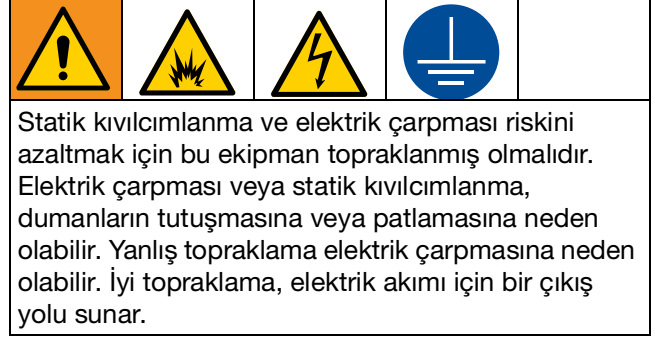 Statik kıvılcımlanma ve elektrik çarpması riskini
azaltmak için bu ekipman topraklanmış olmalıdır.
Elektrik çarpması veya statik kıvılcımlanma,
dumanların tutuşmasına veya patlamasına neden
olabilir. Yanlış topraklama elektrik çarpmasına neden
olabilir. İyi topraklama, elektrik akımı için bir çıkış
yolu sunar.